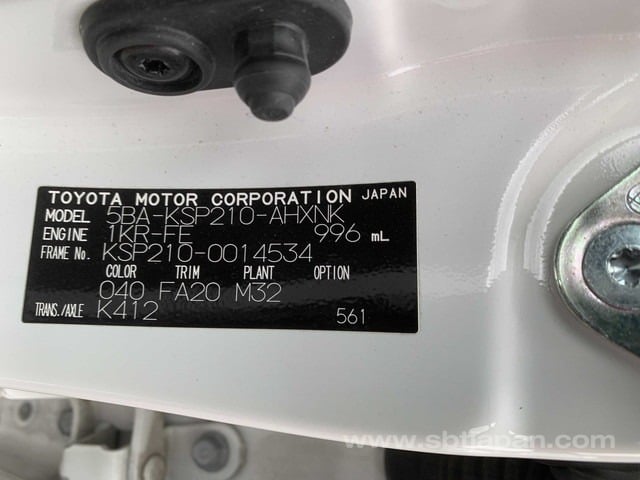 TOYOTA MOTOR CORPORATION JAPAN
MODEL 5BA-KSP210-AHXNK
ENGINE 1KR-FE 996 mL
FRAME No. KSP210-0014534
COLOR TRIM PLANT OPTION
040 FA20 M32
TRANS./AXLE K412 561
www.sbtjapan.com